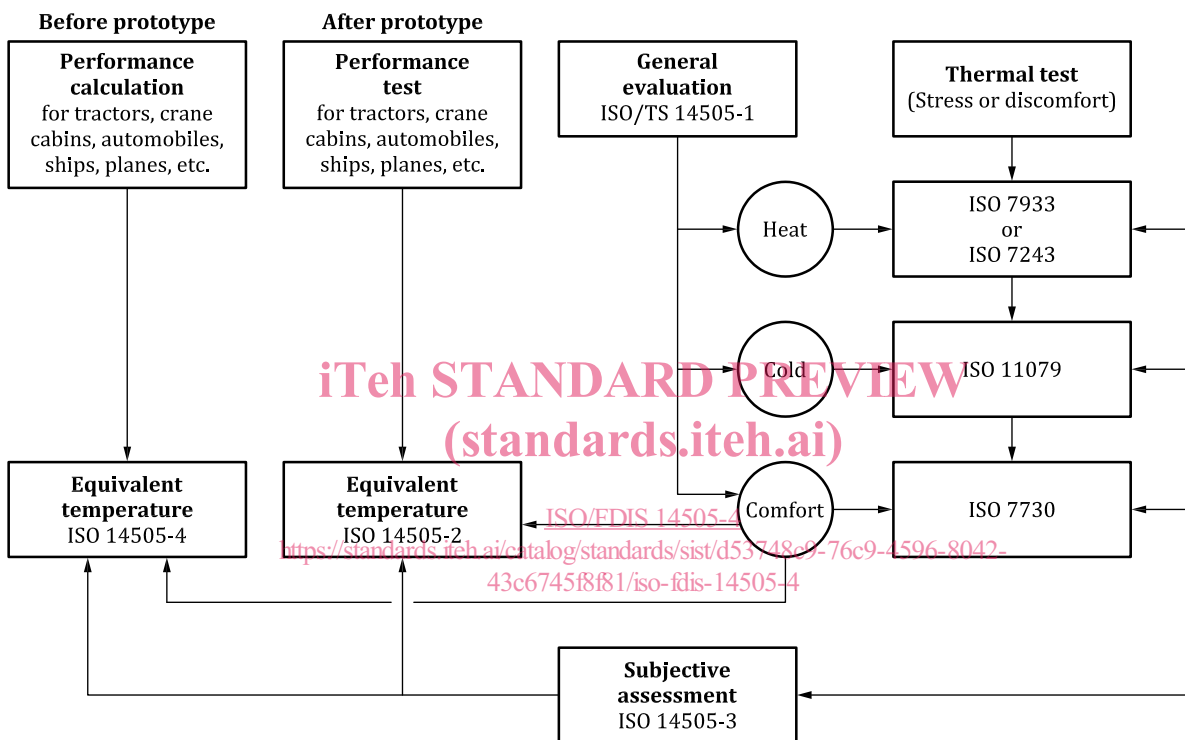 Before prototype
After prototype
Performance
calculation
for tractors, crane
cabins, automobiles,
ships, planes, etc.
Performance
test
for tractors, crane
cabins, automobiles,
ships, planes, etc.
General
evaluation
ISO/TS 14505-1
Thermal test
(Stress or discomfort)
Heat
ISO 7933
or
ISO 7243
Cold
ISO 11079
iTeh STANDARD PREVIEW
(standards.iteh.ai)
Equivalent
temperature
ISO 14505-4
Equivalent
temperature
ISO 14505-2
Comfort
ISO 7730
ISO/FDIS 14505-4
https://standards.iteh.ai/catalog/standards/sist/d53748c9-76c9-4596-8042-
43c6745f8f81/iso-fdis-14505-4
Subjective
assessment
ISO 14505-3